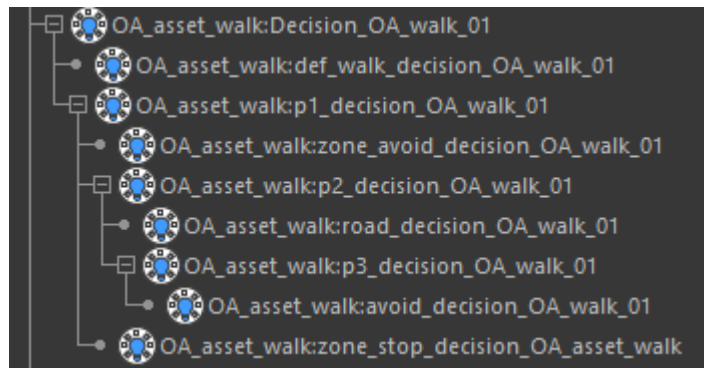 OA_asset_walk:Decision_OA_walk_01
OA_asset_walk:def_walk_decision_OA_walk_01
OA_asset_walk:p1_decision_OA_walk_01
OA_asset_walk:zone_avoid_decision_OA_walk_01
OA_asset_walk:p2_decision_OA_walk_01
OA_asset_walk:road_decision_OA_walk_01
OA_asset_walk:p3_decision_OA_walk_01
OA_asset_walk:avoid_decision_OA_walk_01
OA_asset_walk:zone_stop_decision_OA_asset_walk